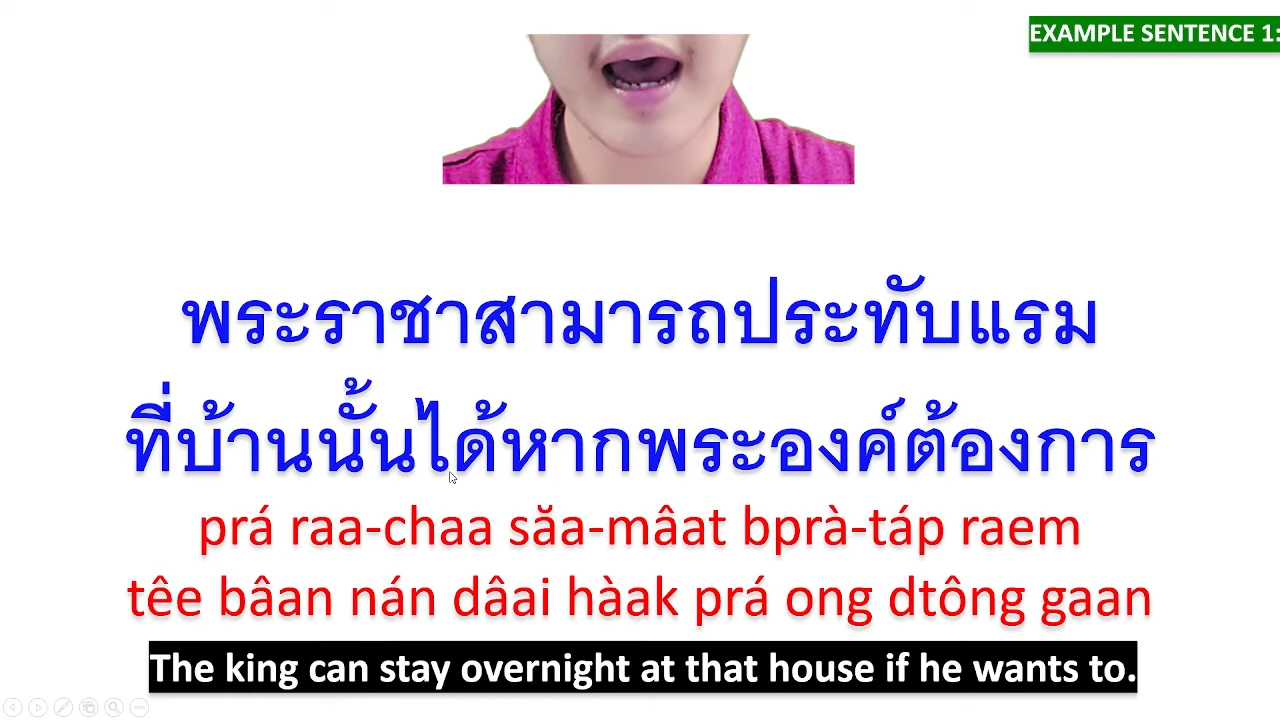 EXAMPLE SENTENCE 1:
พระราชาสามารถประทับแรม
ที่บ้านนั้นได้หากพระองค์ต้องการ
prá raa-chaa săa-mâat bprà-táp raem
têe bâan nán dâai hàak prá ong dtông gaan
The king can stay overnight at that house if he wants to.